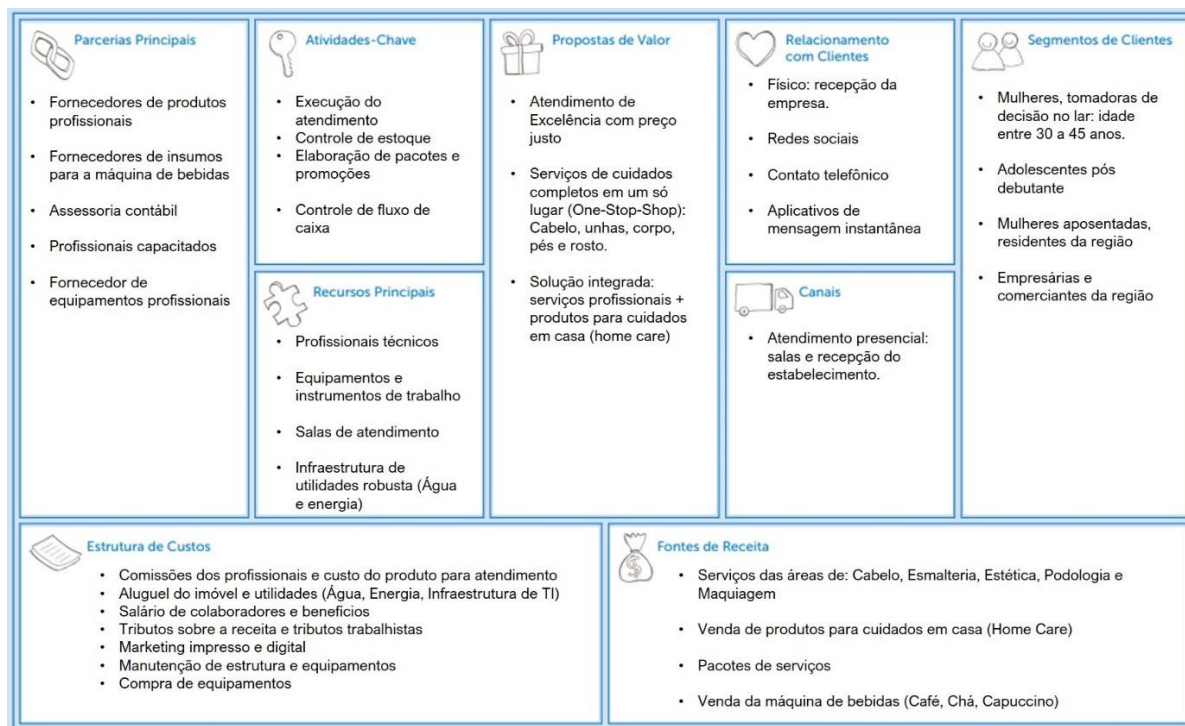 Parcerias Principais
• Fornecedores de produtos
profissionais
• Fornecedores de insumos
para a máquina de bebidas
• Assessoria contábil
• Profissionais capacitados
• Fornecedor de
equipamentos profissionais
Atividades-Chave
• Execução do
atendimento
• Controle de estoque
• Elaboração de pacotes e
promoções
• Controle de fluxo de
caixa
Recursos Principais
• Profissionais técnicos
• Equipamentos e
instrumentos de trabalho
• Salas de atendimento
• Infraestrutura de
utilidades robusta (Água
e energia)
Propostas de Valor
• Atendimento de
Excelência com preço
justo
• Serviços de cuidados
completos em um só
lugar (One-Stop-Shop):
Cabelo, unhas, corpo,
pés e rosto.
• Solução integrada:
serviços profissionais +
produtos para cuidados
em casa (home care)
Relacionamento
com Clientes
• Físico: recepção da
empresa.
• Redes sociais
• Contato telefônico
• Aplicativos de
mensagem instantânea
Canais
• Atendimento presencial:
salas e recepção do
estabelecimento.
Segmentos de Clientes
• Mulheres, tomadoras de
decisão no lar: idade
entre 30 a 45 anos.
• Adolescentes pós
debutante
• Mulheres aposentadas,
residentes da região
• Empresárias e
comerciantes da região
Estrutura de Custos
• Comissões dos profissionais e custo do produto para atendimento
• Aluguel do imóvel e utilidades (Água, Energia, Infraestrutura de TI)
• Salário de colaboradores e benefícios
• Tributos sobre a receita e tributos trabalhistas
• Marketing impresso e digital
• Manutenção de estrutura e equipamentos
• Compra de equipamentos
Fontes de Receita
• Serviços das áreas de: Cabelo, Esmalteria, Estética, Podologia e
Maquiagem
• Venda de produtos para cuidados em casa (Home Care)
• Pacotes de serviços
• Venda da máquina de bebidas (Café, Chá, Capuccino)